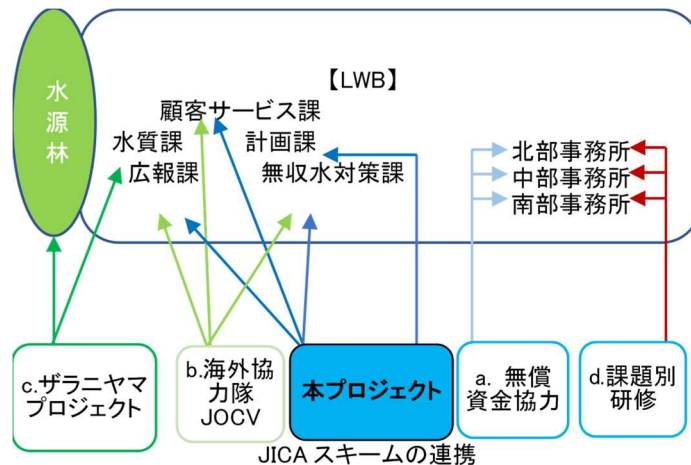 水
源
林
【LWB】
顧客サービス課
水質課
計画課
広報課
無収水対策課
北部事務所
中部事務所
南部事務所
c.ザラニヤマ
プロジェクト
b.海外協
力隊
JOCV
本プロジェクト
a. 無償
資金協力
d.課題別
研修
JICA スキームの連携